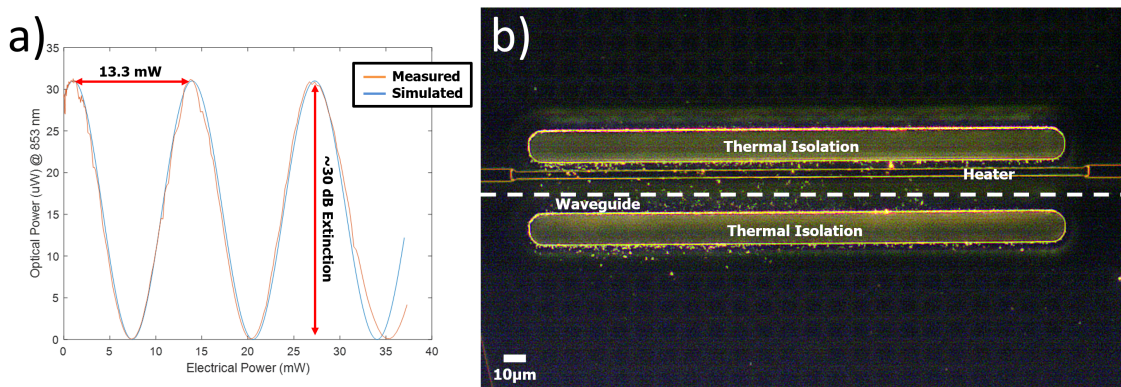 a)
35
30
25
20
15
10
5
0
Optical Power (uW) @ 853 nm
13.3 mW
Measured
Simulated
~30 dB Extinction
0 5 10 15 20 25 30 35 40
Electrical Power (mW)
b)
Thermal Isolation
Heater
Waveguide
Thermal Isolation
10µm